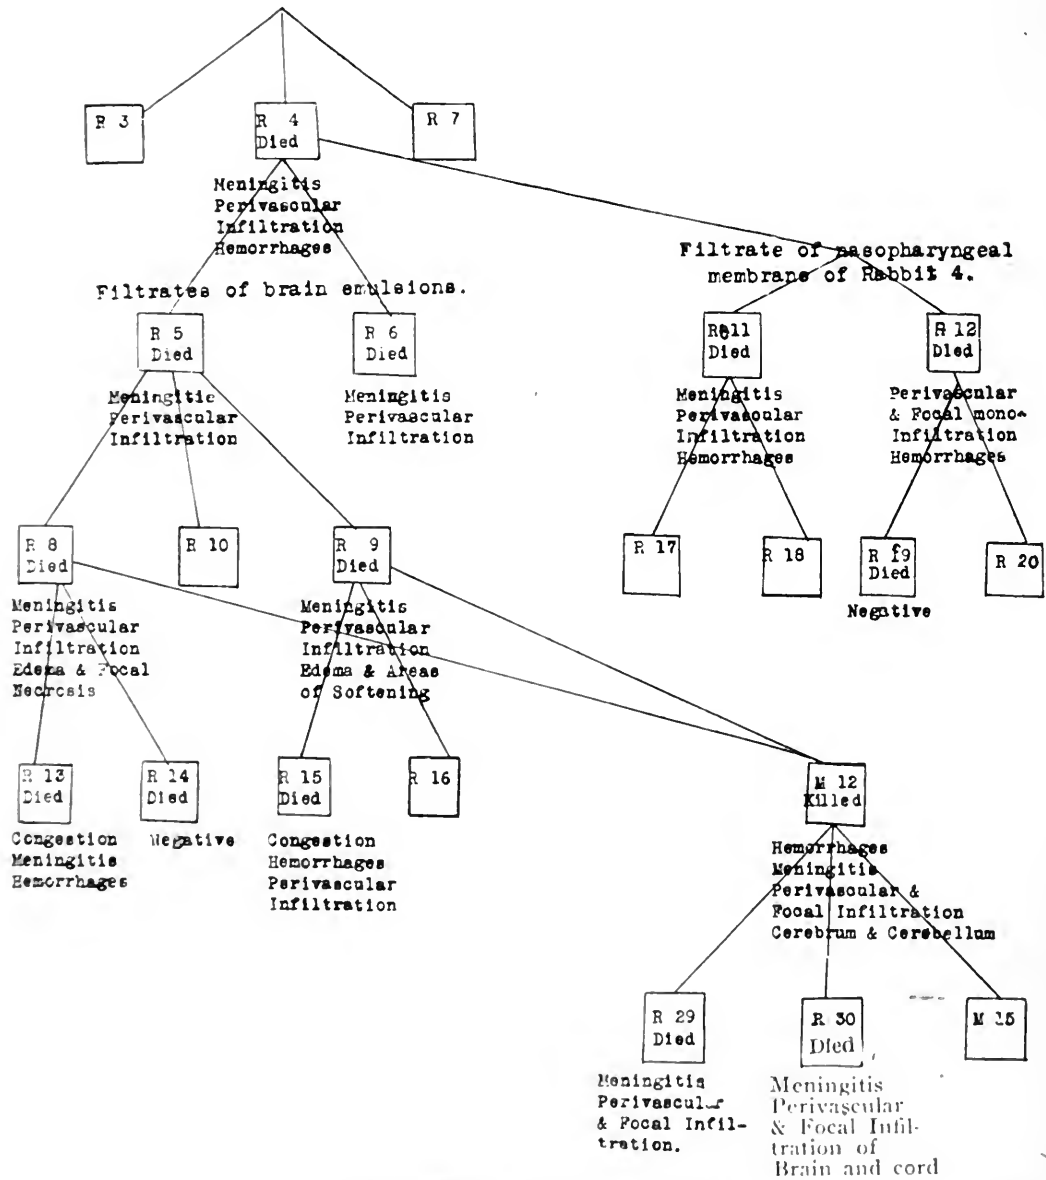 R 3
R 4
Died
R 7
Meningitis
Perivascular
Infiltration
Hemorrhages
Filtrate of nasopharyngeal
membrane of Rabbit 4.
Filtrates of brain emulsions.
R 5
Died
R 6
Died
R 11
Died
R 12
Died
Meningitic
Perivascular
Infiltration
Meningitis
Perivascular
Infiltration
Meningitis
Perivascular
Infiltration
Hemorrhages
Perivascular
& Focal mono-
Infiltration
Hemorrhages
R 8
Died
R 10
R 9
Died
R 17
R 18
R 19
Died
R 20
Negative
Meningitis
Perivascular
Infiltration
Edema & Focal
Necrosis
Meningitis
Perivascular
Infiltration
Edema & Areas
of Softening
R 13
Died
R 14
Died
R 15
Died
R 16
M 12
Killed
Congestion
Meningitis
Hemorrhages
Negative
Congestion
Hemorrhages
Perivascular
Infiltration
Hemorrhages
Meningitis
Perivascular &
Focal Infiltration
Cerebrum & Cerebellum
R 29
Died
R 30
Died
M 15
Meningitis
Perivascular
& Focal Infil-
tration.
Meningitis
Perivascular
& Focal Infil-
tration of
Brain and cord